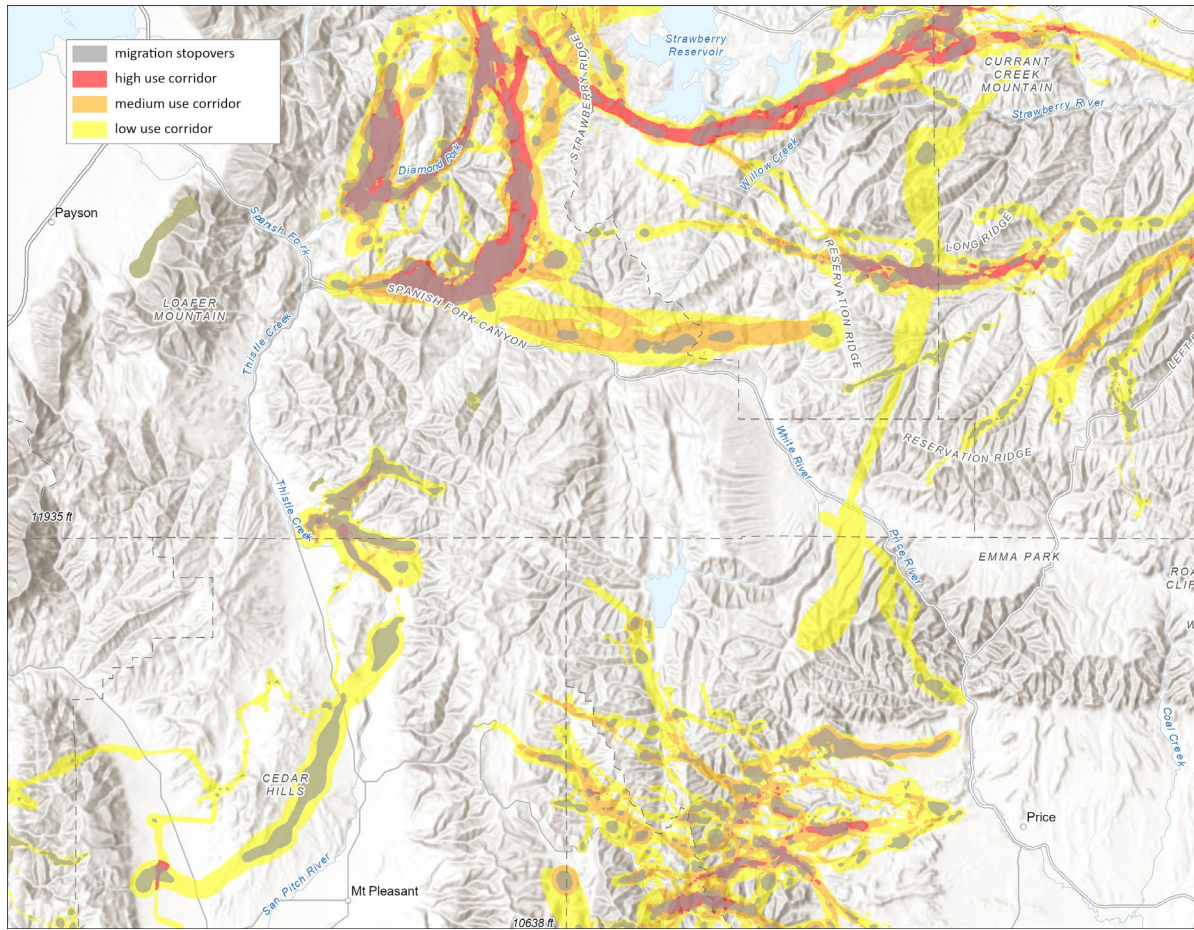 migration stopovers
high use corridor
medium use corridor
low use corridor
Strawberry
Reservoir
STRAWBERRY RIDGE
CURRANT
CREEK
MOUNTAIN
Strawberry River
Diamond Fork
Willow Creek
Payson
Spanish Fork
LONG RIDGE
RESERVATION RIDGE
LOAFER
MOUNTAIN
SPANISH FORK CANYON
Thistle Creek
White River
RESERVATION RIDGE
11935 ft
Thistle Creek
Price River
EMMA PARK
Coal Creek
CEDAR
HILLS
Price
San Pitch River
Mt Pleasant
10638 ft